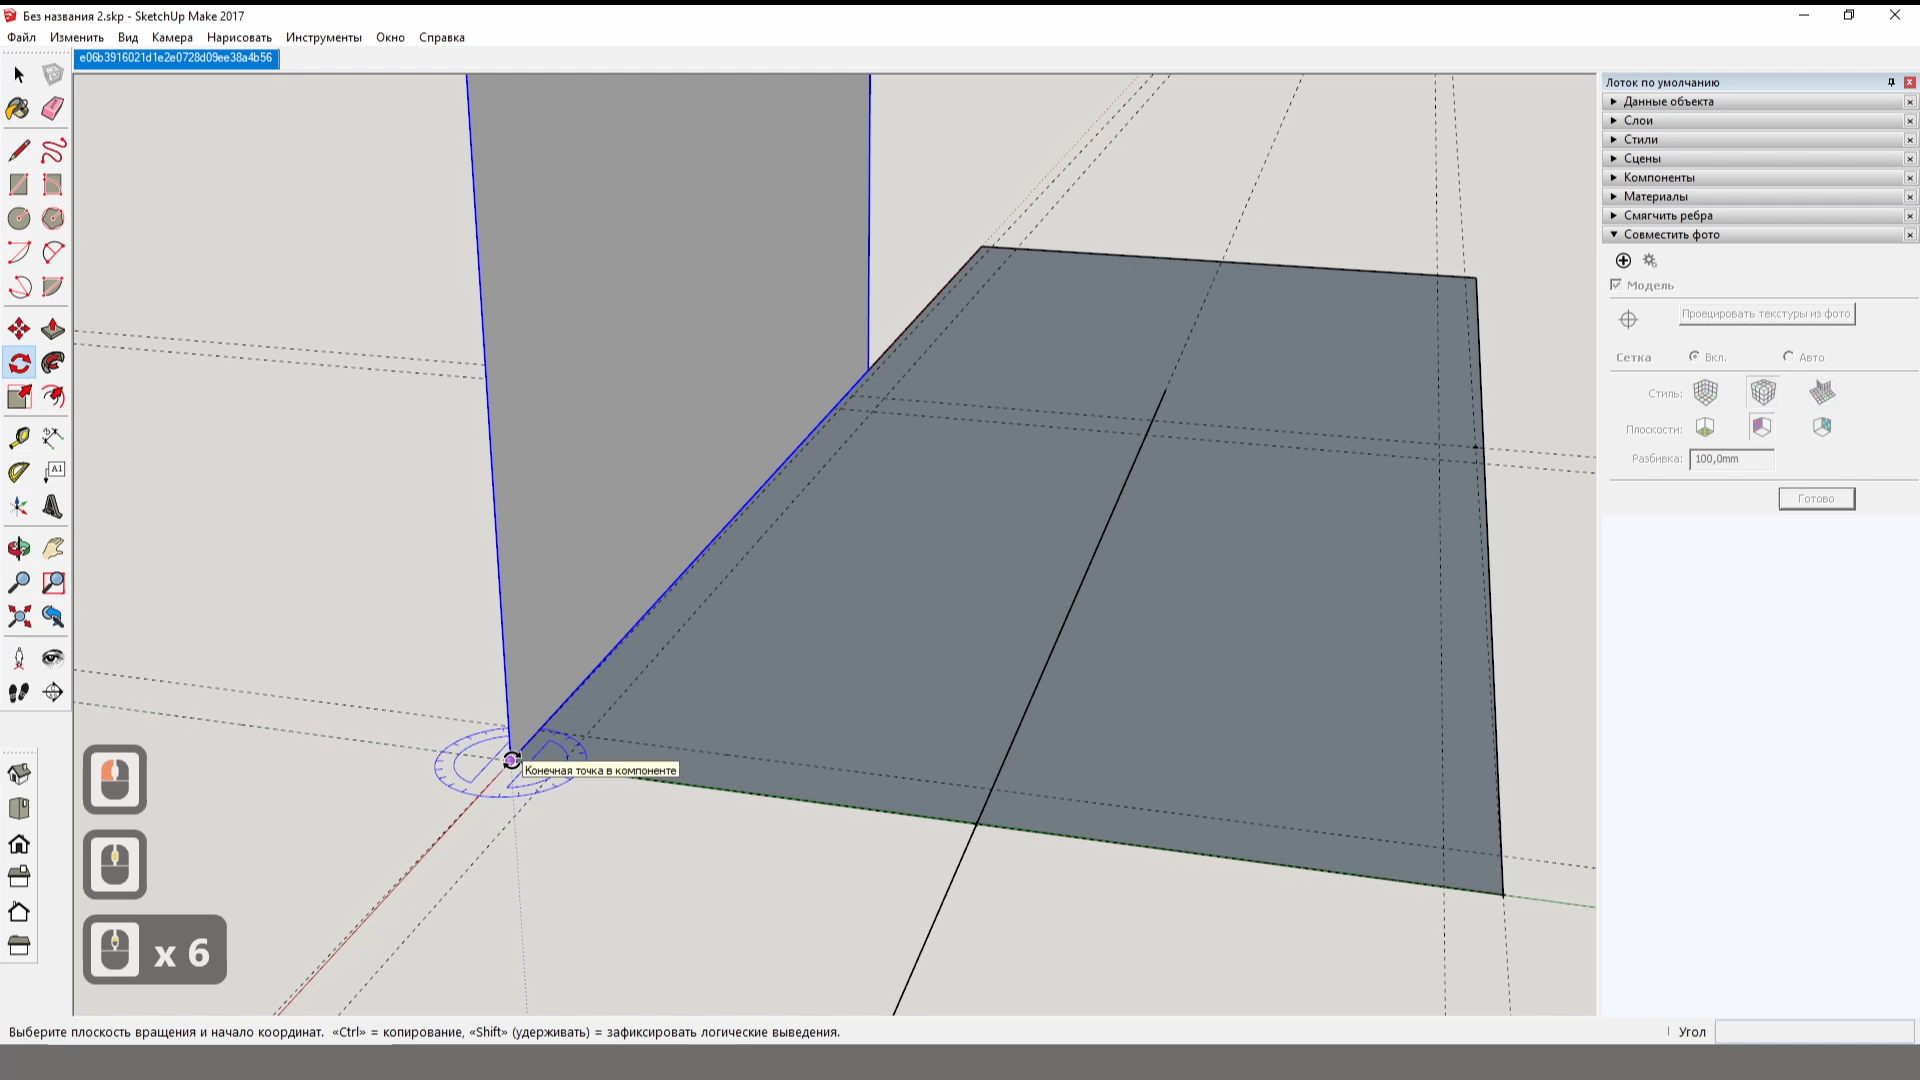 Без названия 2.skp - SketchUp Make 2017
Файл Изменить Вид Камера Нарисовать Инструменты Окно Справка
e06b3916021d1e2e0728d09ee38a4b56
Лоток по умолчанию
Данные объекта
Слои
Стили
Сцены
Компоненты
Материалы
Смягчить ребра
Совместить фото
Модель
Проецировать текстуры из фото
Сетка Вкл. Авто
Стиль:
Плоскости:
Разбивка: 100,0mm
Готово
A1
Конечная точка в компоненте
x 6
Выберите плоскость вращения и начало координат. «Ctrl» = копирование, «Shift» (удерживать) = зафиксировать логические выведения.
Угол